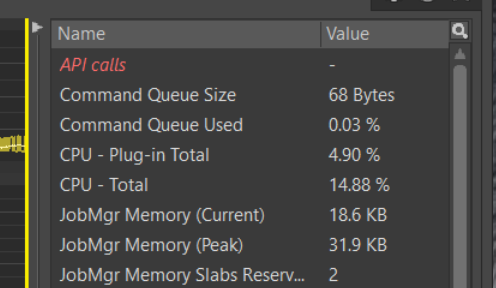 Name Value
API calls -
Command Queue Size 68 Bytes
Command Queue Used 0.03 %
CPU - Plug-in Total 4.90 %
CPU - Total 14.88 %
JobMgr Memory (Current) 18.6 KB
JobMgr Memory (Peak) 31.9 KB
JobMgr Memory Slabs Reserv... 2